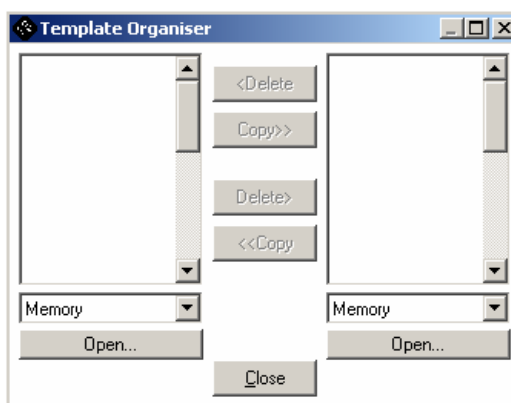 Template Organiser
<Delete
Copy>>
Delete>
<<Copy
Memory
Memory
Open...
Open...
Close